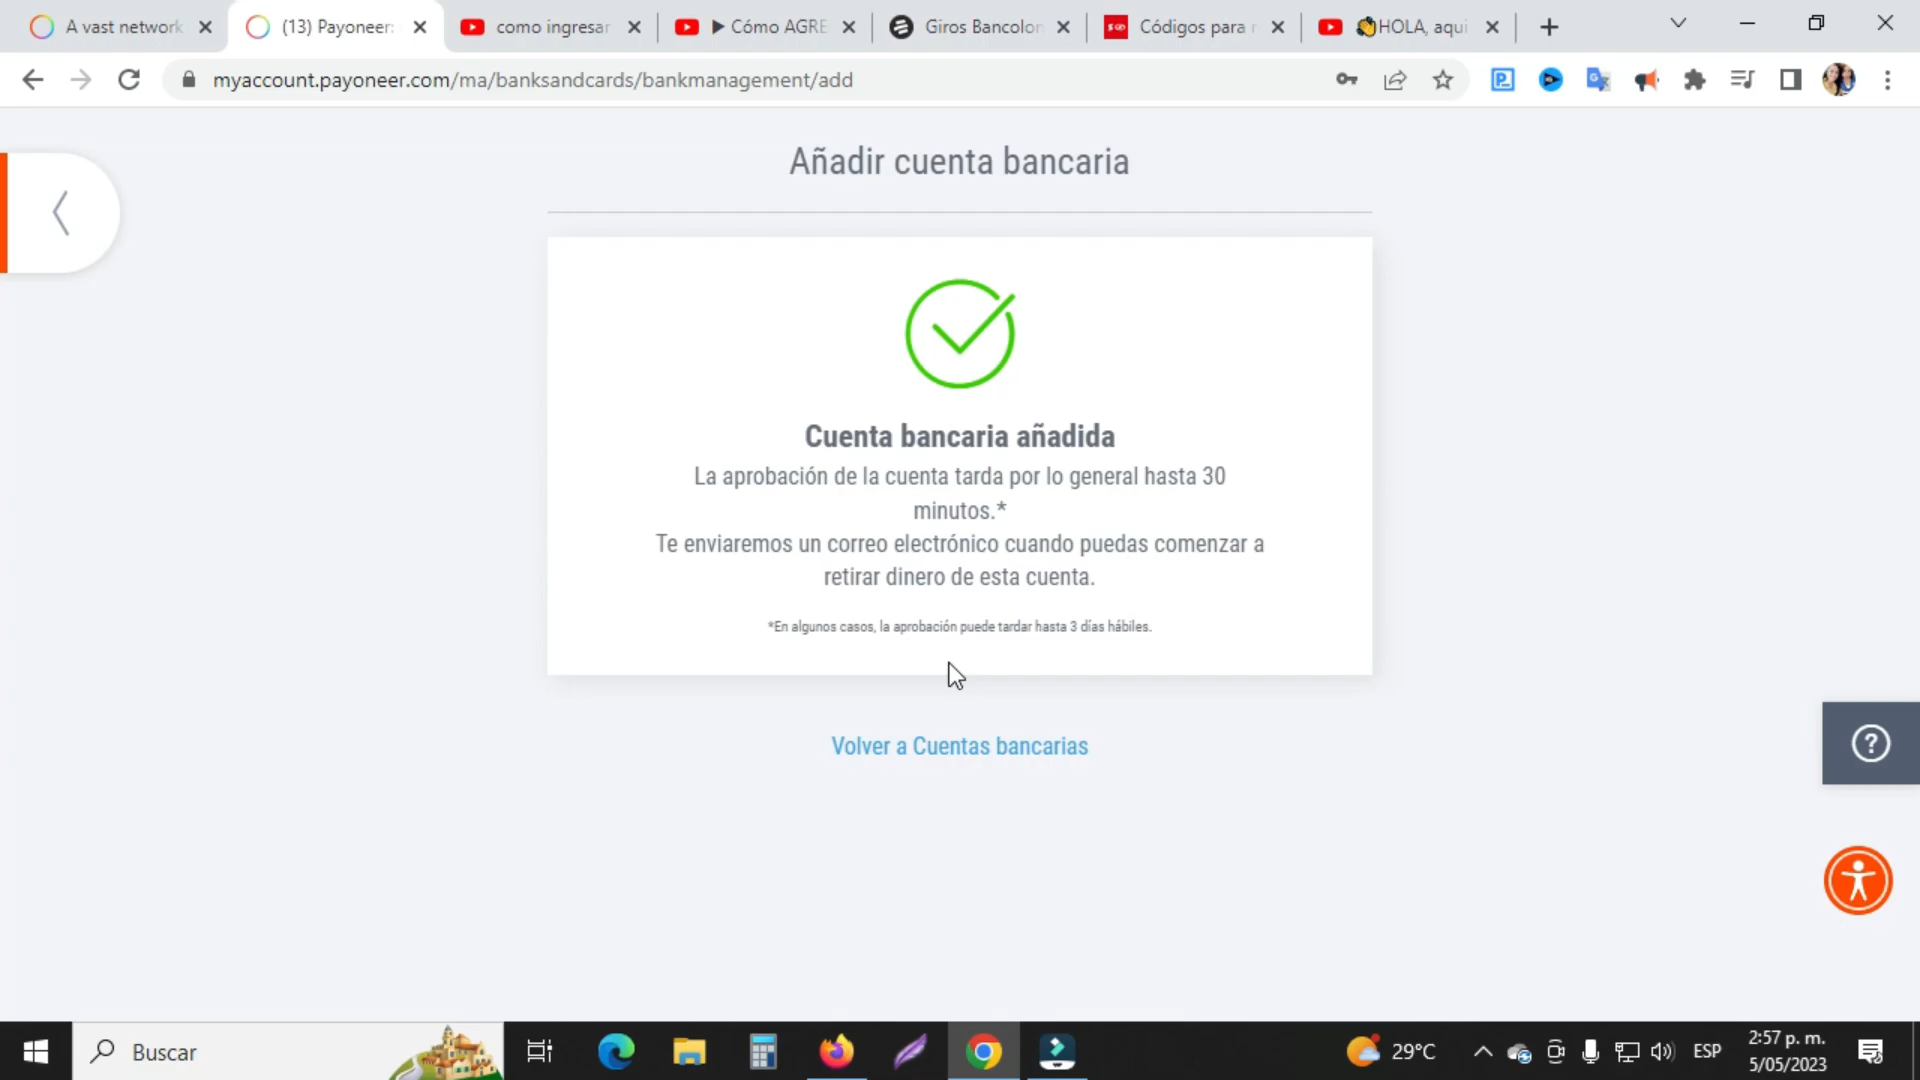 A vast network
(13) Payoneer:
como ingresar
▶ Cómo AGRE
Giros Bancolon
Códigos para r
👏HOLA, aqui
myaccount.payoneer.com/ma/banksandcards/bankmanagement/add
Añadir cuenta bancaria
Cuenta bancaria añadida
La aprobación de la cuenta tarda por lo general hasta 30
minutos.*
Te enviaremos un correo electrónico cuando puedas comenzar a
retirar dinero de esta cuenta.
*En algunos casos, la aprobación puede tardar hasta 3 días hábiles.
Volver a Cuentas bancarias
Buscar
29°C
ESP
2:57 p. m.
5/05/2023